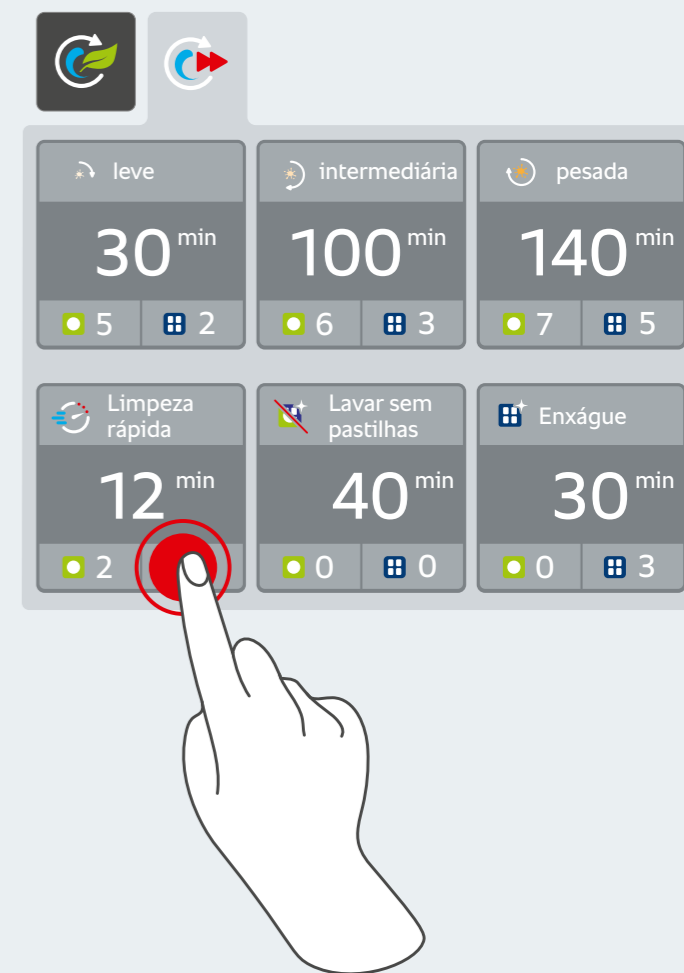 leve
intermediária
pesada
30 min
100 min
140 min
5 2
6 3
7 5
Limpeza
rápida
Lavar sem
pastilhas
Enxágue
12 min
40 min
30 min
2
0 0
0 3